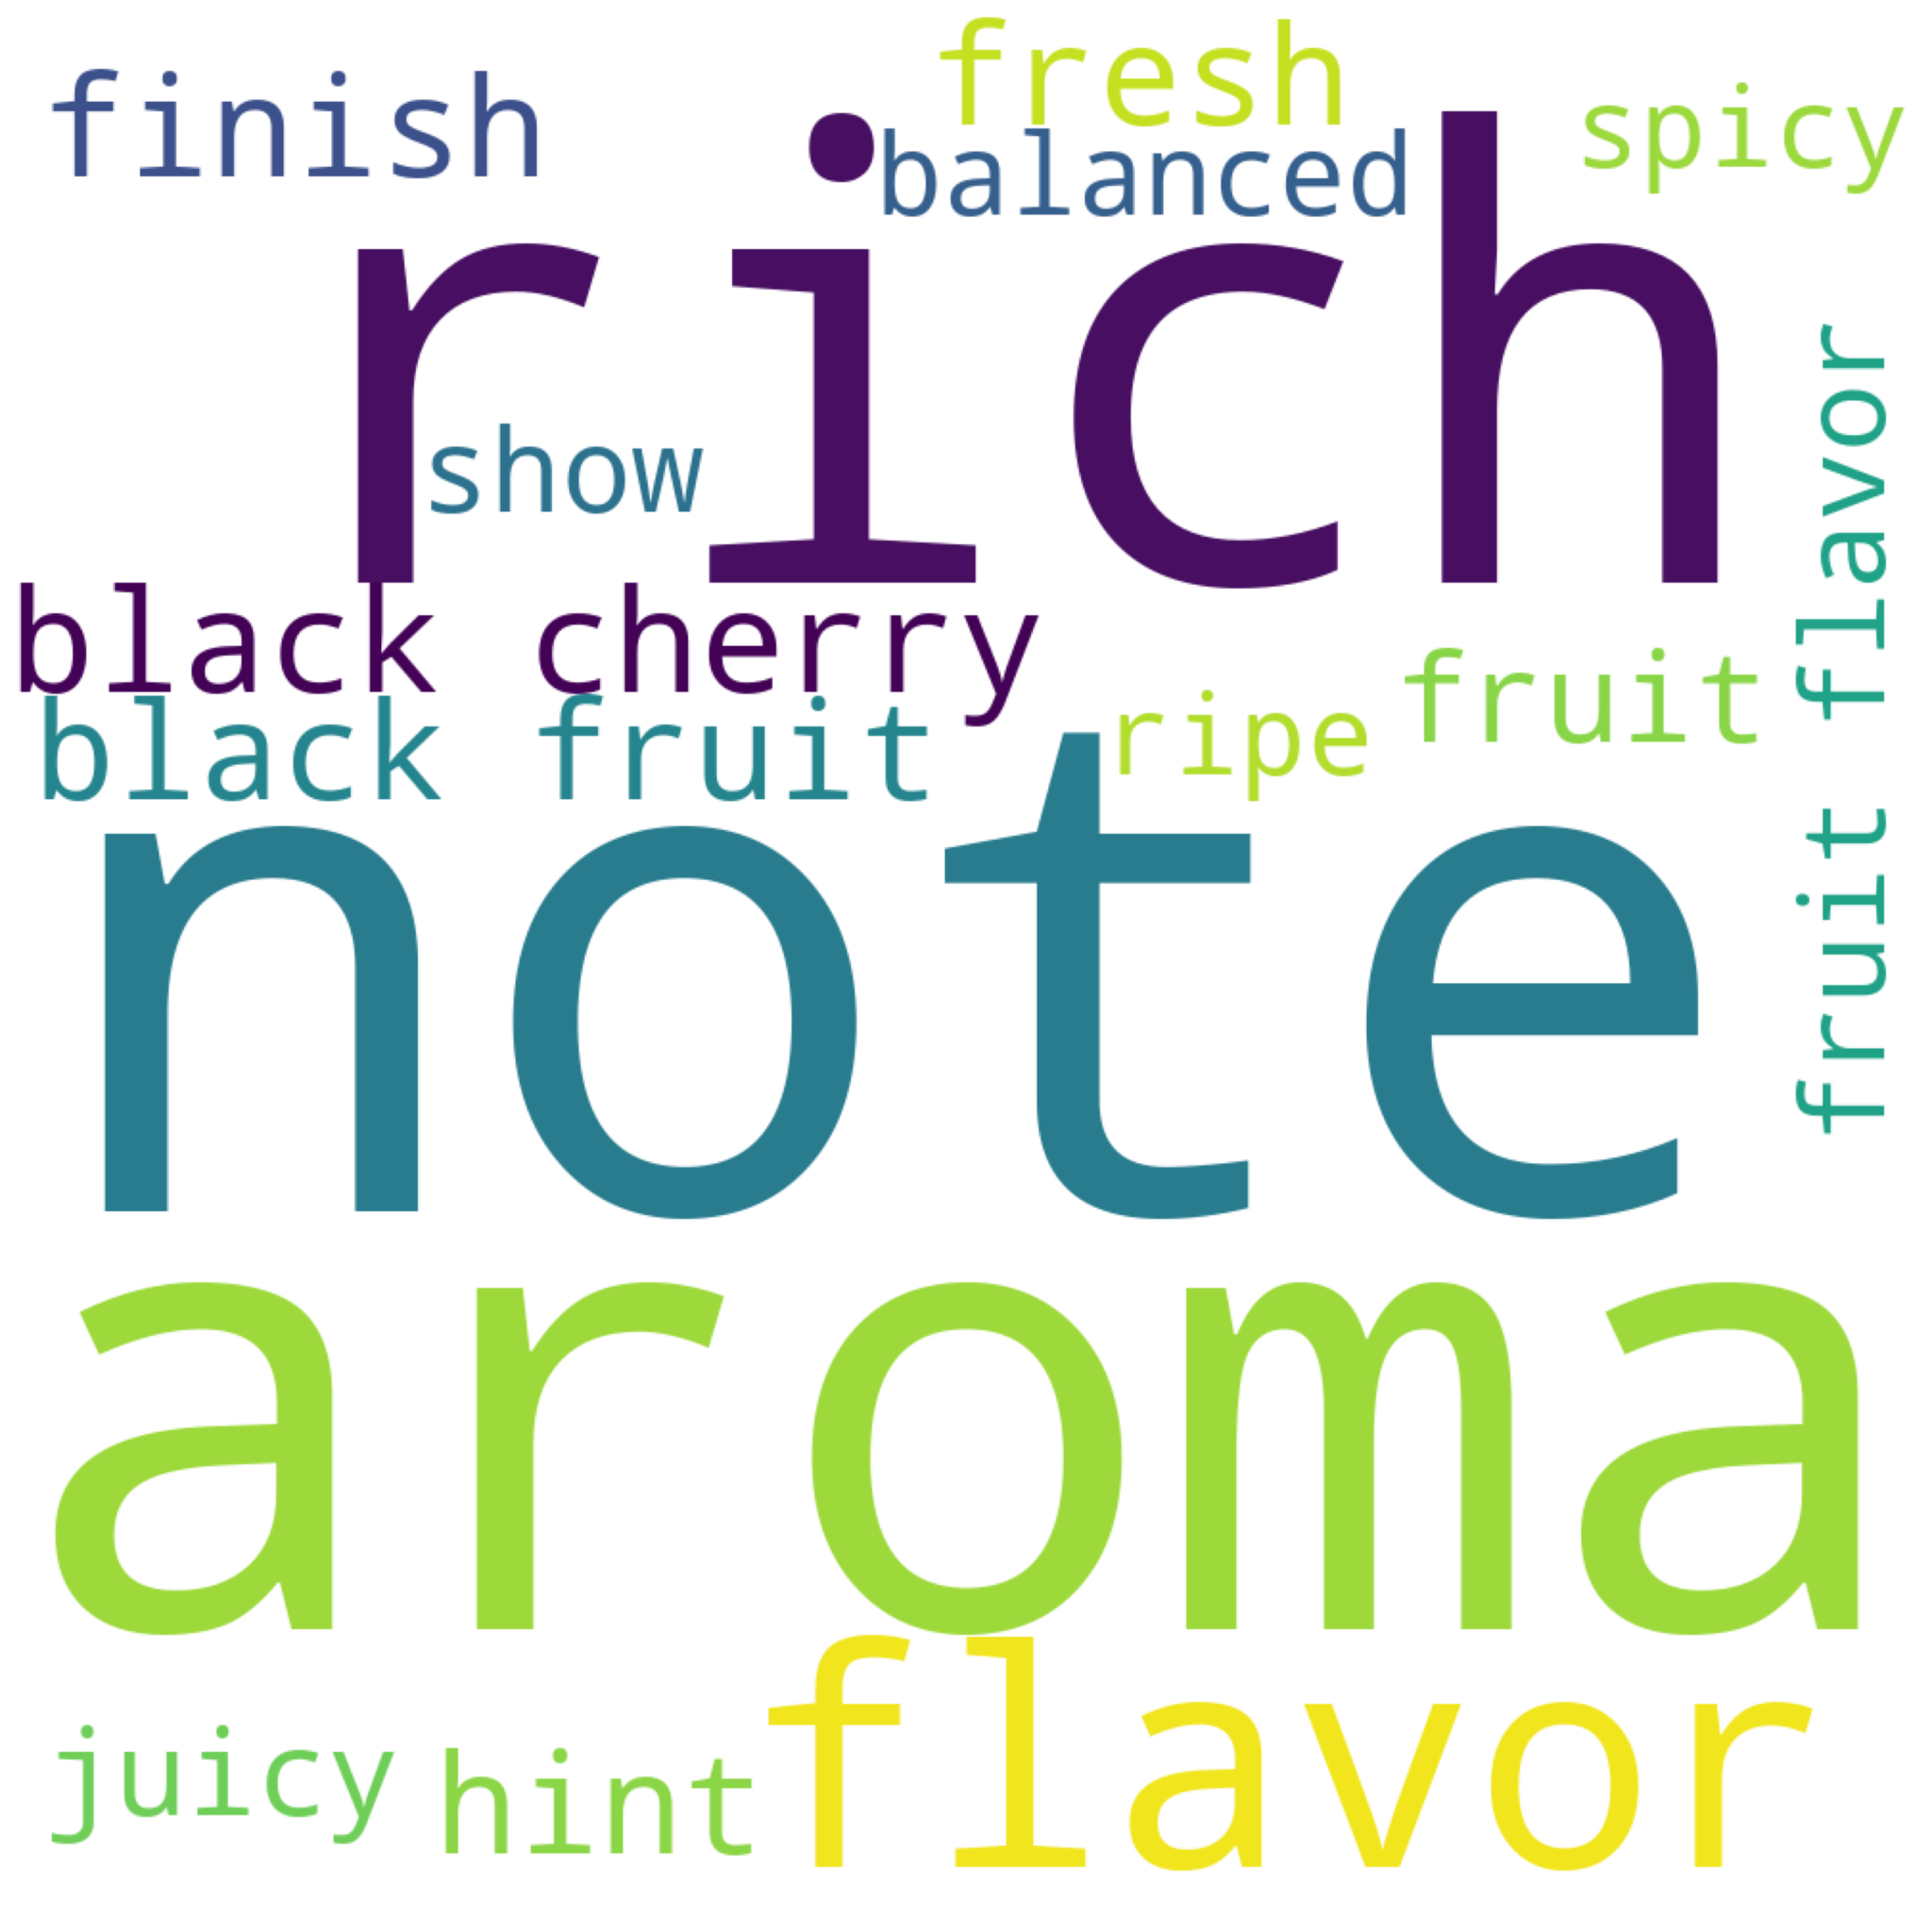 fresh
finish
spicy
balanced
rich
show
fruit flavor
black cherry
fruit
black fruit
ripe
note
aroma
flavor
juicy
hint